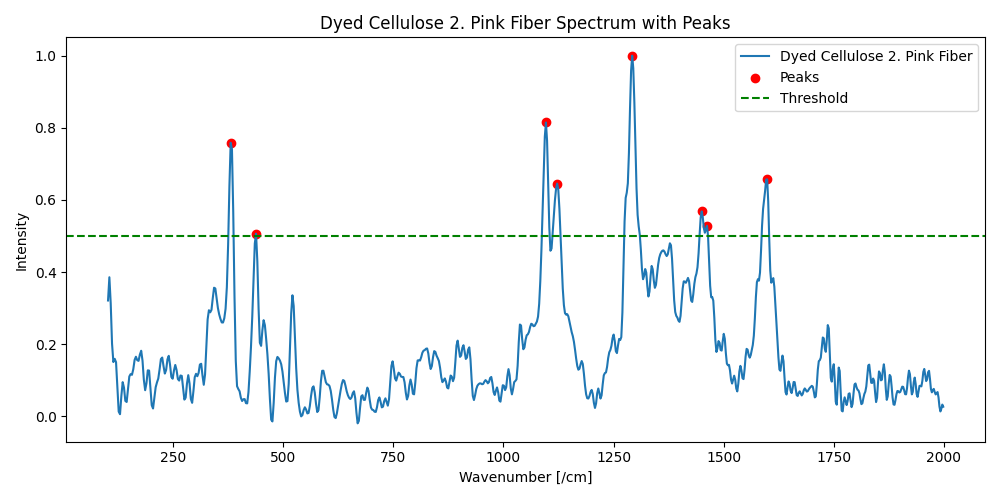 Dyed Cellulose 2. Pink Fiber Spectrum with Peaks
Dyed Cellulose 2. Pink Fiber
Peaks
Threshold
Intensity
1.0
0.8
0.6
0.4
0.2
0.0
250 500 750 1000 1250 1500 1750 2000
Wavenumber [/cm]